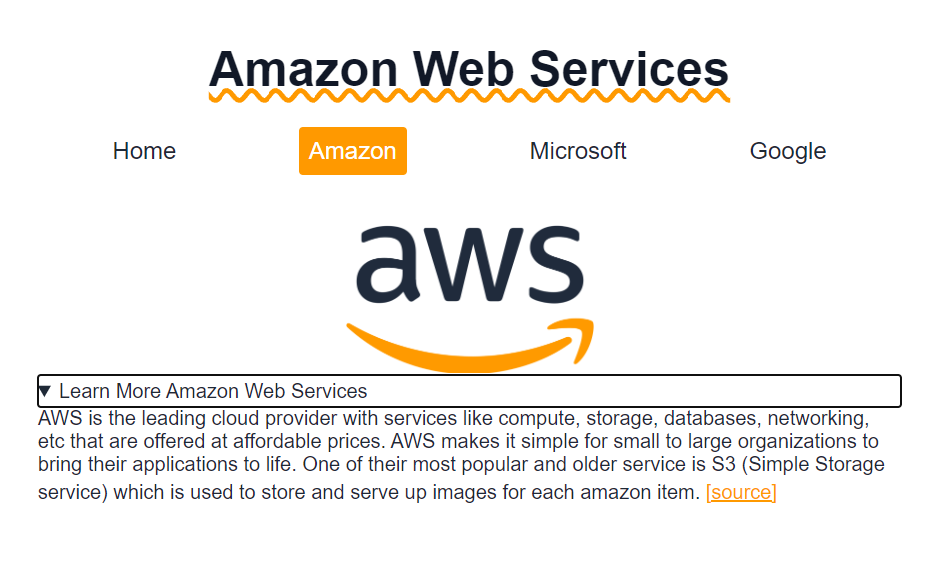 Amazon Web Services
Home Amazon Microsoft Google
aws
Learn More Amazon Web Services
AWS is the leading cloud provider with services like compute, storage, databases, networking,
etc that are offered at affordable prices. AWS makes it simple for small to large organizations to
bring their applications to life. One of their most popular and older service is S3 (Simple Storage
service) which is used to store and serve up images for each amazon item. [source]